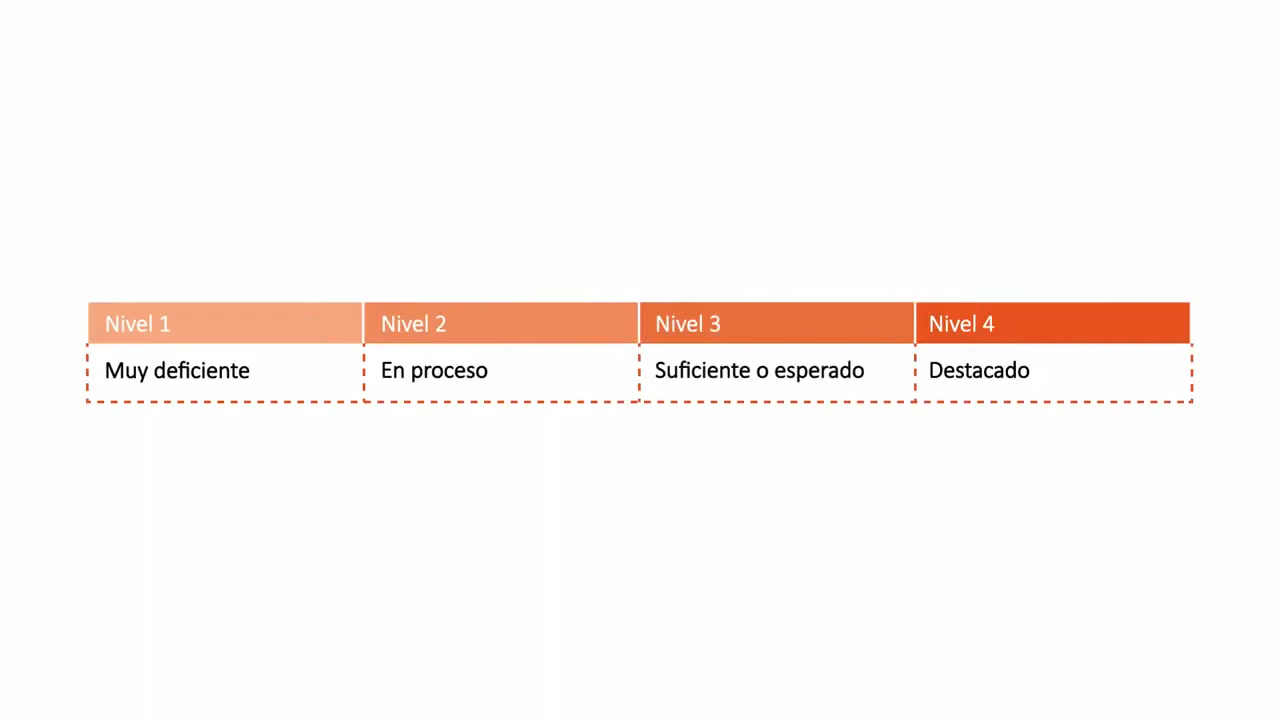 Nivel 1 Nivel 2 Nivel 3 Nivel 4
Muy deficiente En proceso Suficiente o esperado Destacado